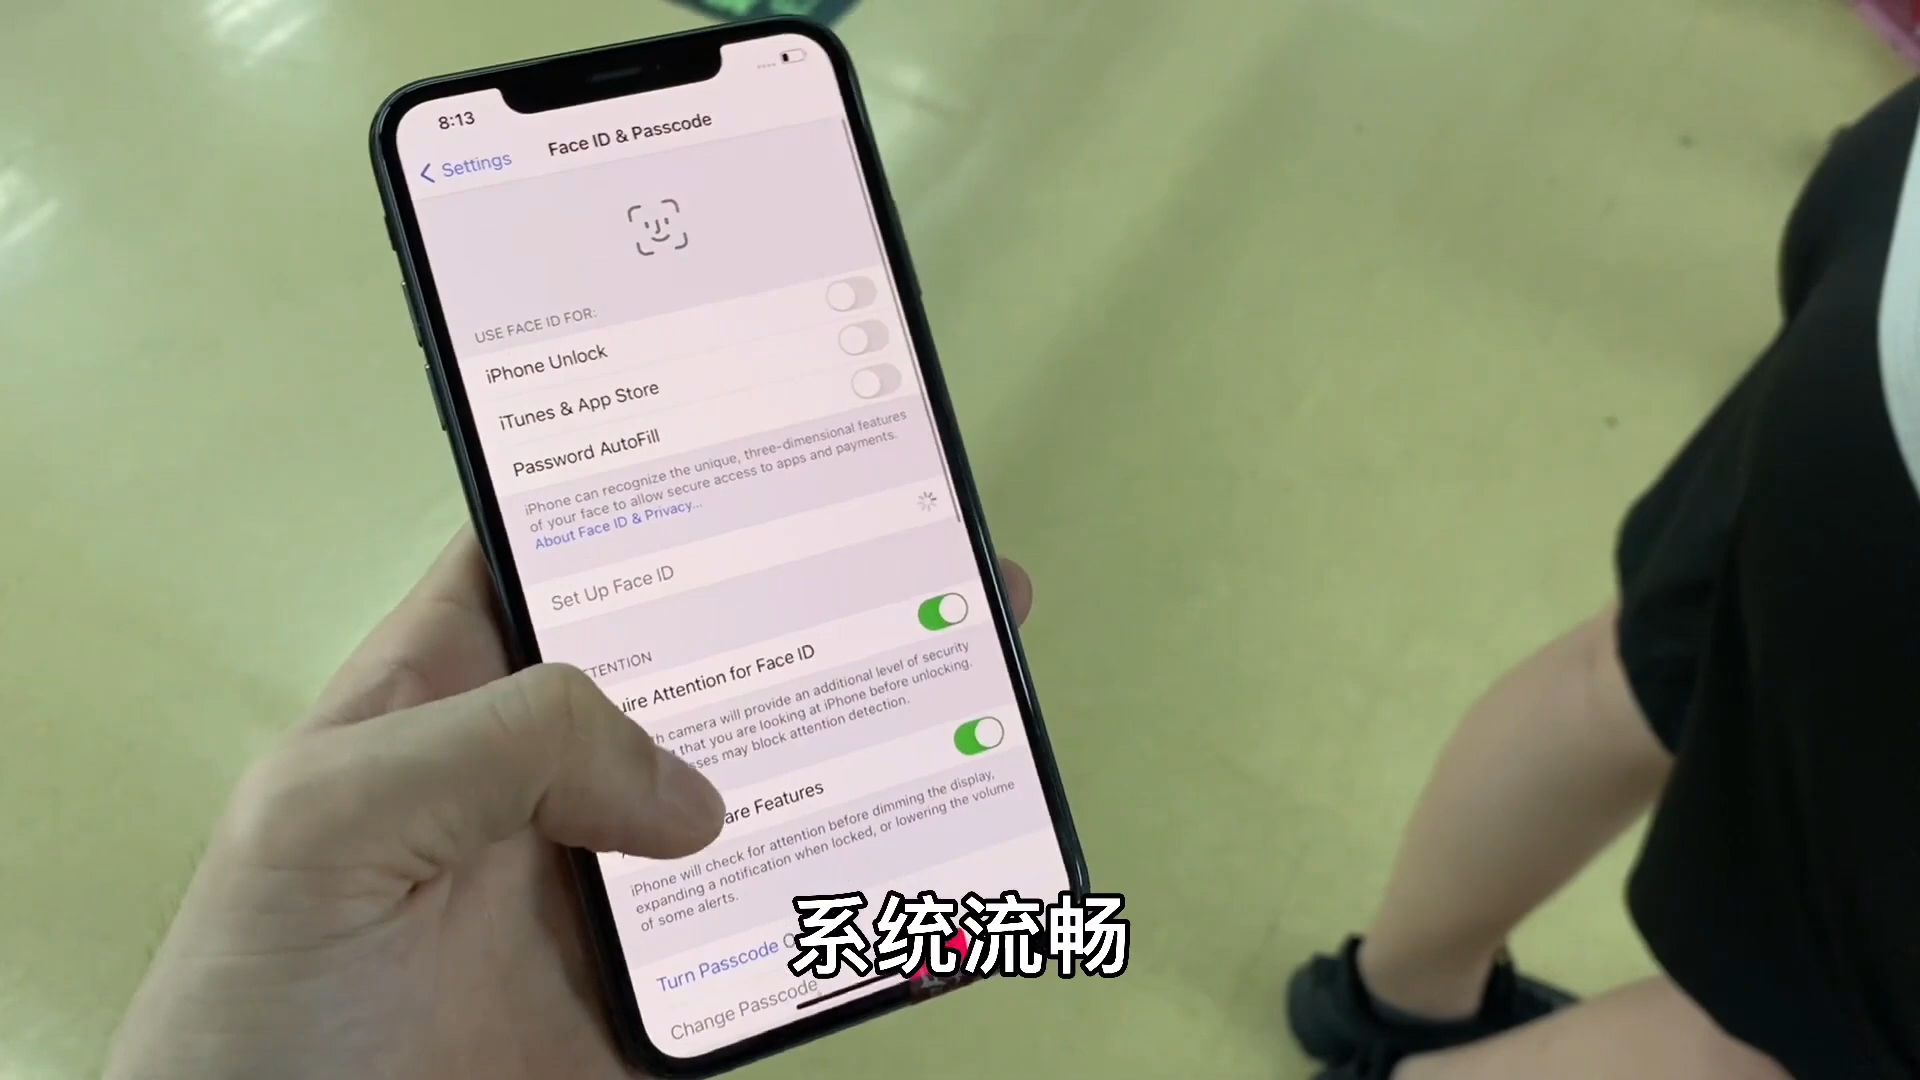 8:13
Settings
Face ID & Passcode
USE FACE ID FOR:
iPhone Unlock
iTunes & App Store
Password AutoFill
iPhone can recognize the unique, three-dimensional features
of your face to allow secure access to apps and payments.
About Face ID & Privacy...
Set Up Face ID
TENTION
uire Attention for Face ID
camera will provide an additional level of security
that you are looking at iPhone before unlocking.
sses may block attention detection.
are Features
iPhone will check for attention before dimming the display,
expanding a notification when locked, or lowering the volume
of some alerts.
Turn Passcode
Change Passcode
系统流畅